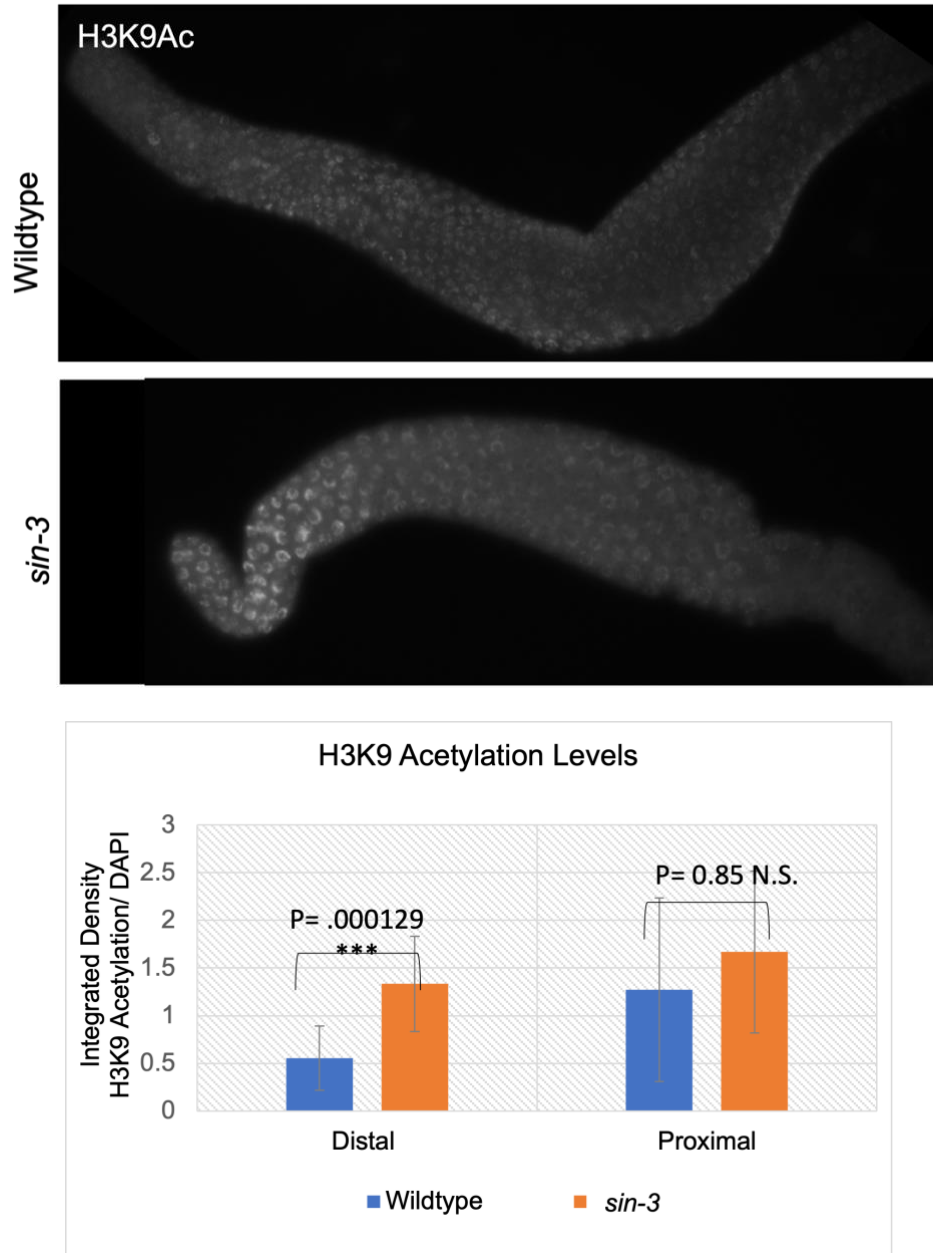 H3K9Ac
Wildtype
sin-3
H3K9 Acetylation Levels
Integrated Density
H3K9 Acetylation/ DAPI
3
2.5
2
1.5
1
0.5
0
P= .000129
***
P= 0.85 N.S.
Distal
Proximal
Wildtype
sin-3